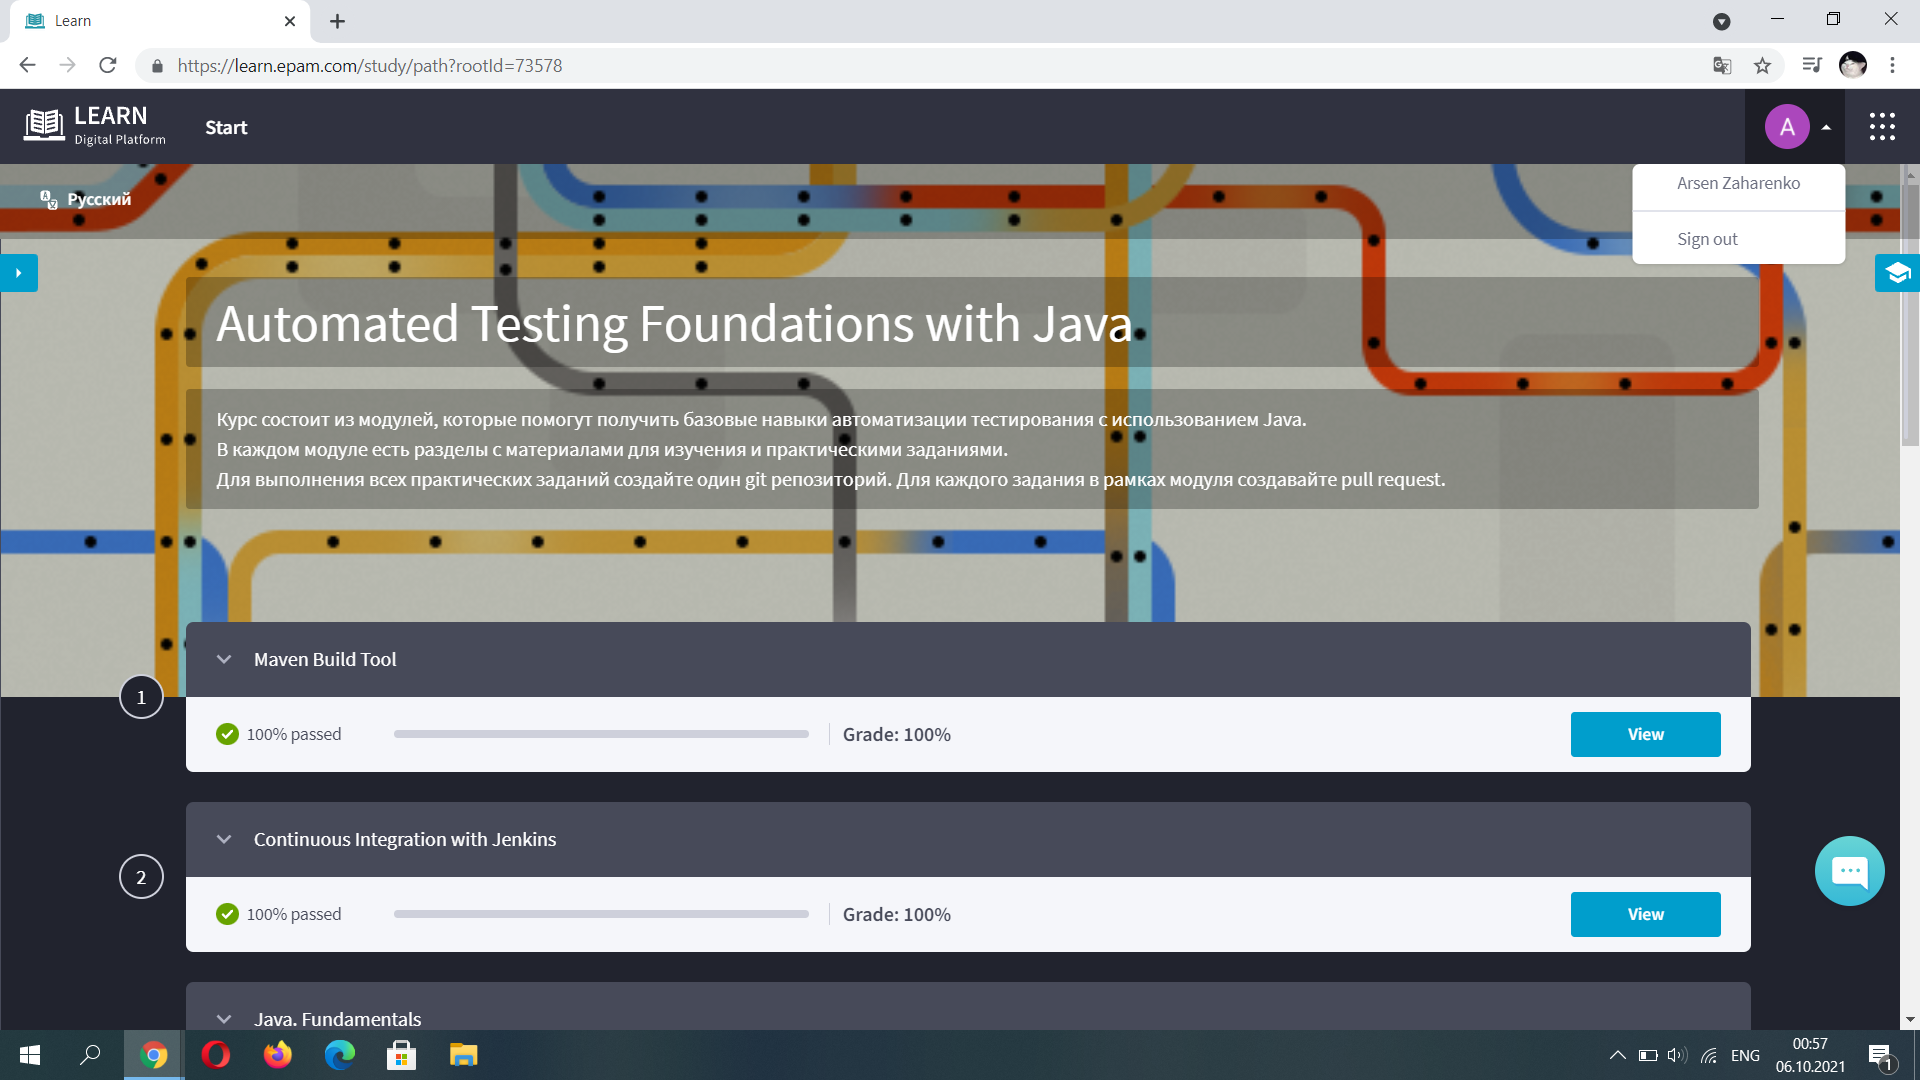 Learn
https://learn.epam.com/study/path?rootId=73578
LEARN
Digital Platform
Start
A
Arsen Zaharenko
Sign out
Русский
Automated Testing Foundations with Java
Курс состоит из модулей, которые помогут получить базовые навыки автоматизации тестирования с использованием Java.
В каждом модуле есть разделы с материалами для изучения и практическими заданиями.
Для выполнения всех практических заданий создайте один git репозиторий. Для каждого задания в рамках модуля создавайте pull request.
Maven Build Tool
1
100% passed
Grade: 100%
View
Continuous Integration with Jenkins
2
100% passed
Grade: 100%
View
Java. Fundamentals
ENG
00:57
06.10.2021
1